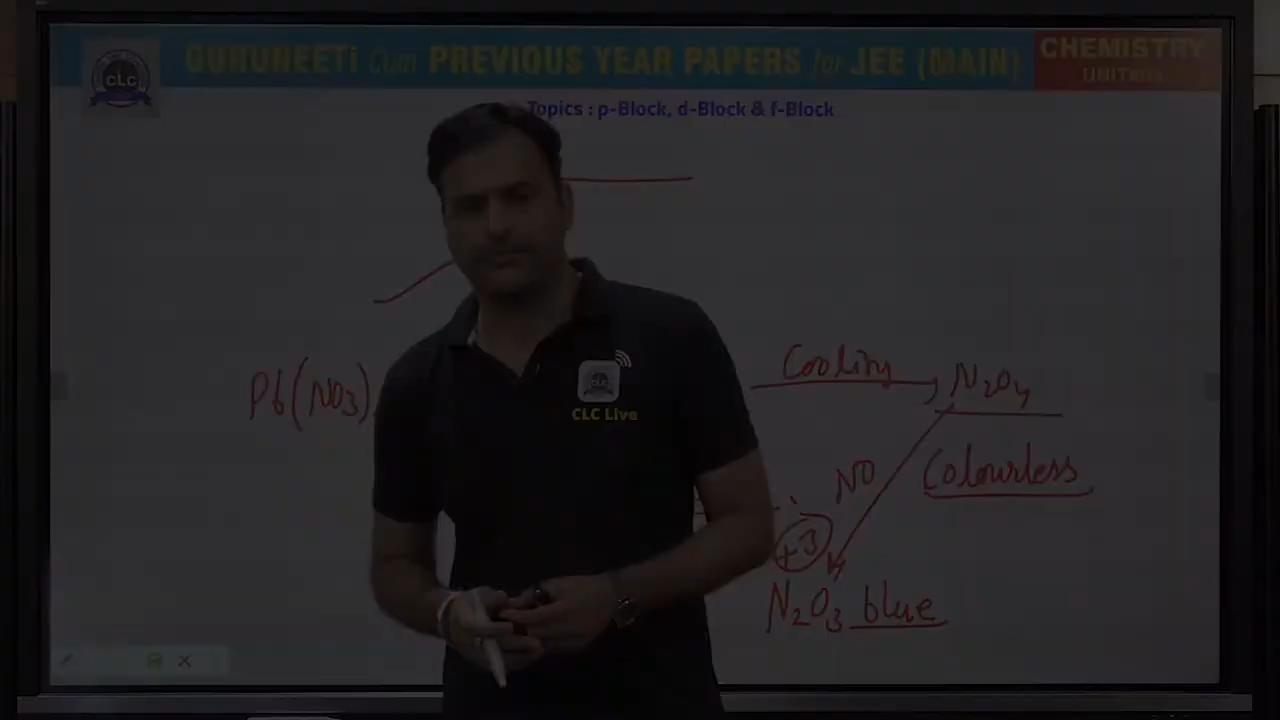 CLC
GURUNEETi Cum PREVIOUS YEAR PAPERS for JEE (MAIN)
CHEMISTRY
Topics : p-Block, d-Block & f-Block
Pb(NO3)
Cooling
N2O4
Colourless
NO
+3
N2O3 blue
CLC
CLC Live